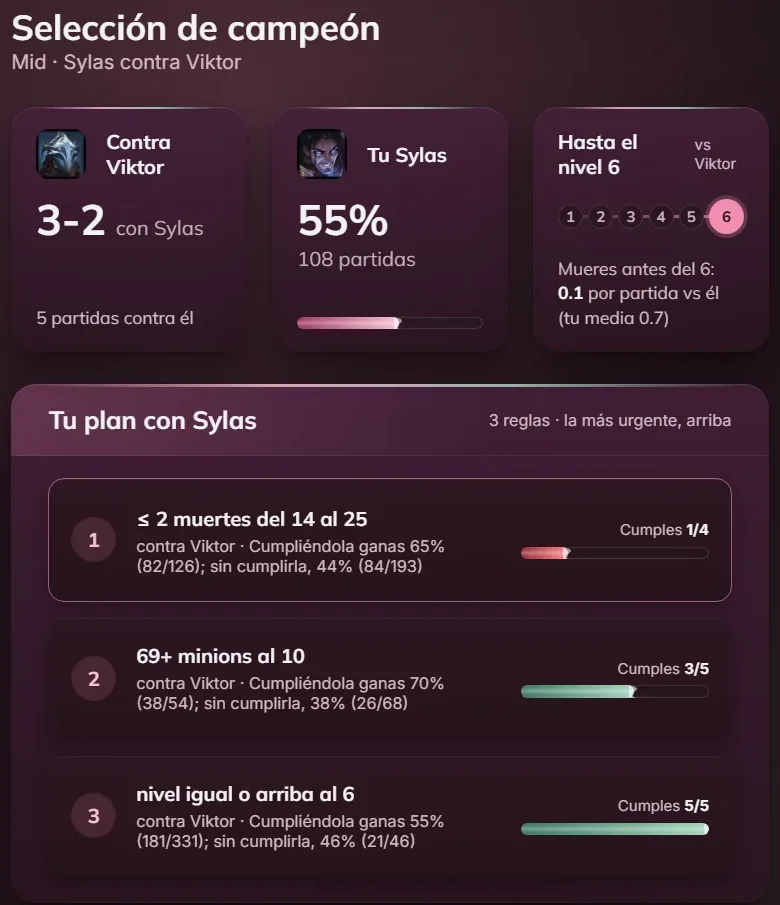 Selección de campeón
Mid · Sylas contra Viktor
Contra
Viktor
3-2 con Sylas
5 partidas contra él
Tu Sylas
55%
108 partidas
Hasta el
nivel 6
vs
Viktor
1 2 3 4 5 6
Mueres antes del 6:
0.1 por partida vs él
(tu media 0.7)
Tu plan con Sylas
3 reglas · la más urgente, arriba
1
≤ 2 muertes del 14 al 25
contra Viktor · Cumpliéndola ganas 65%
(82/126); sin cumplirla, 44% (84/193)
Cumples 1/4
2
69+ minions al 10
contra Viktor · Cumpliéndola ganas 70%
(38/54); sin cumplirla, 38% (26/68)
Cumples 3/5
3
nivel igual o arriba al 6
contra Viktor · Cumpliéndola ganas 55%
(181/331); sin cumplirla, 46% (21/46)
Cumples 5/5